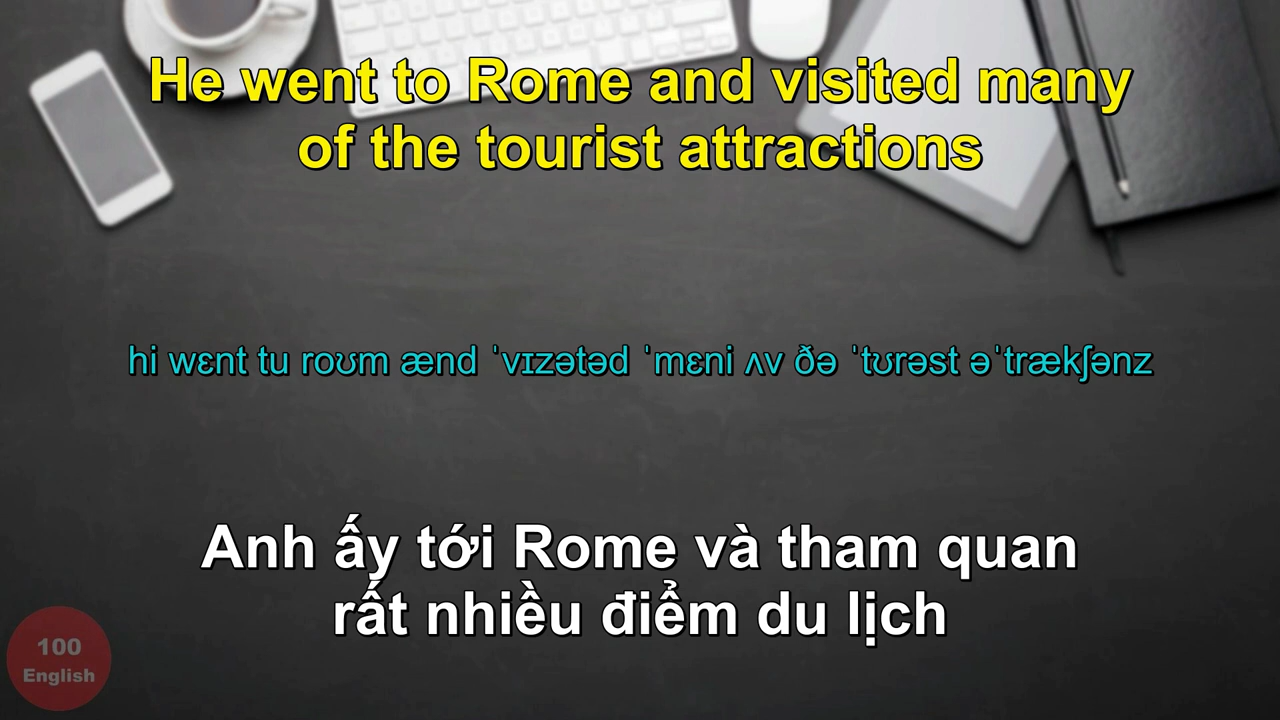 He went to Rome and visited many
of the tourist attractions
hi wɛnt tu roʊm ænd ˈvɪzətəd ˈmɛni ʌv ðə ˈtʊrəst əˈtrækʃənz
Anh ấy tới Rome và tham quan
rất nhiều điểm du lịch
100
English